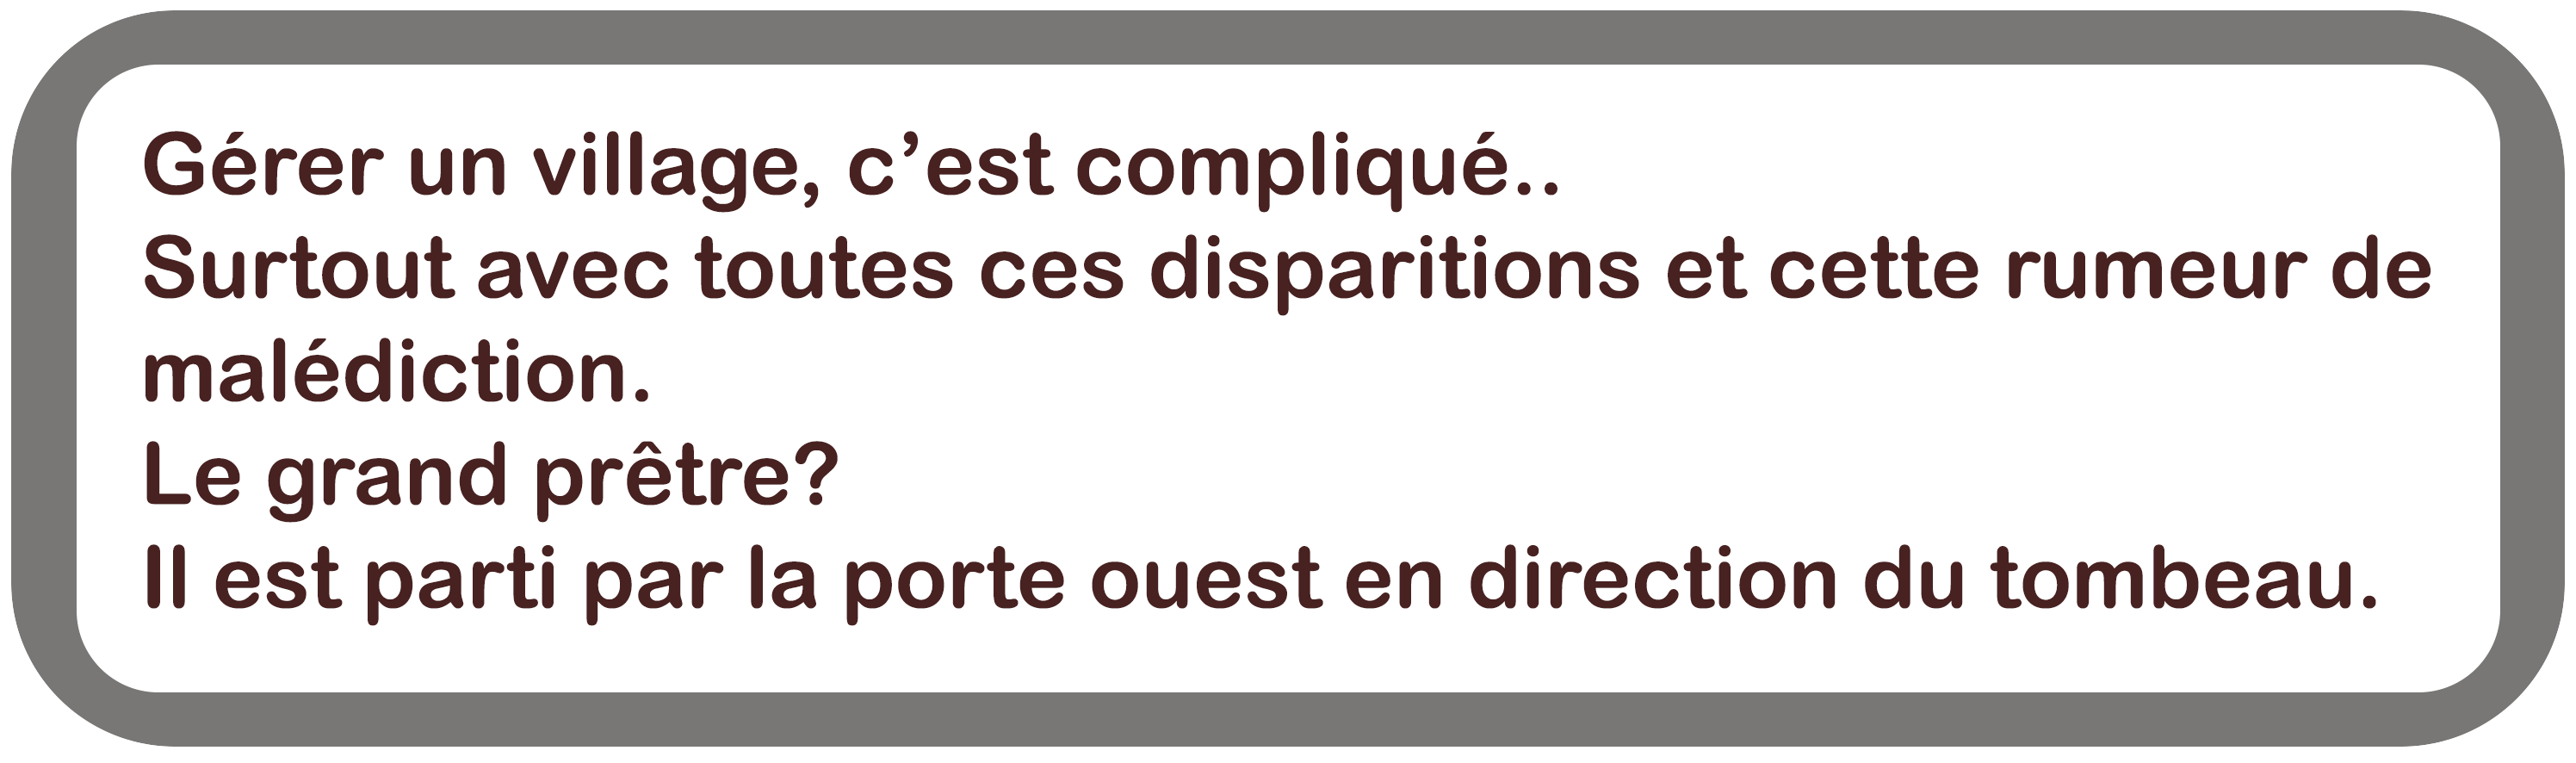 Gérer un village, c’est compliqué..
Surtout avec toutes ces disparitions et cette rumeur de
malédiction.
Le grand prêtre?
Il est parti par la porte ouest en direction du tombeau.